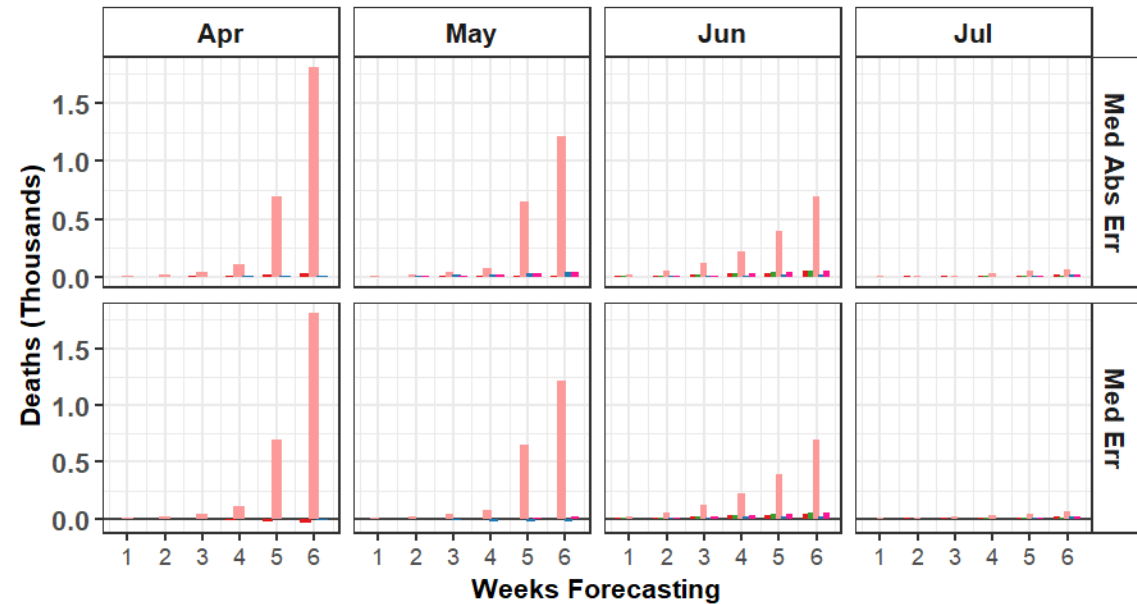 Apr May Jun Jul
Deaths (Thousands)
1.5
1.0
0.5
0.0
Med Abs Err
1.5
1.0
0.5
0.0
Med Err
1 2 3 4 5 6 1 2 3 4 5 6 1 2 3 4 5 6 1 2 3 4 5 6
Weeks Forecasting